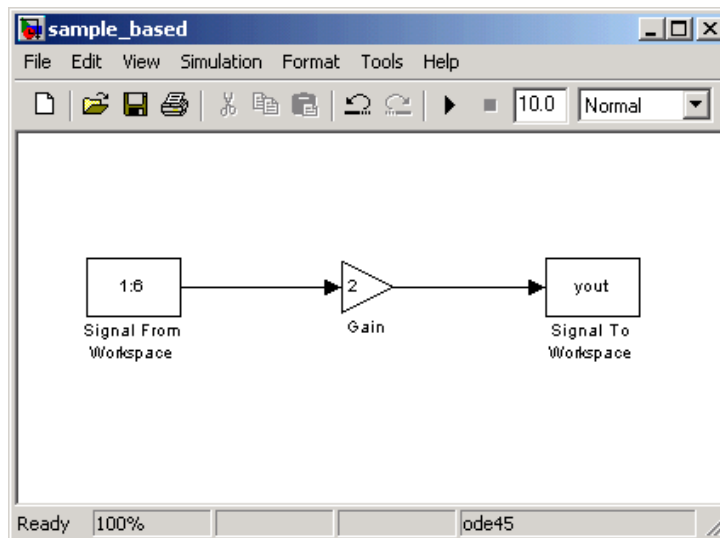 sample_based
File Edit View Simulation Format Tools Help
10.0 Normal
1:6
2
yout
Signal From
Workspace
Gain
Signal To
Workspace
Ready 100% ode45